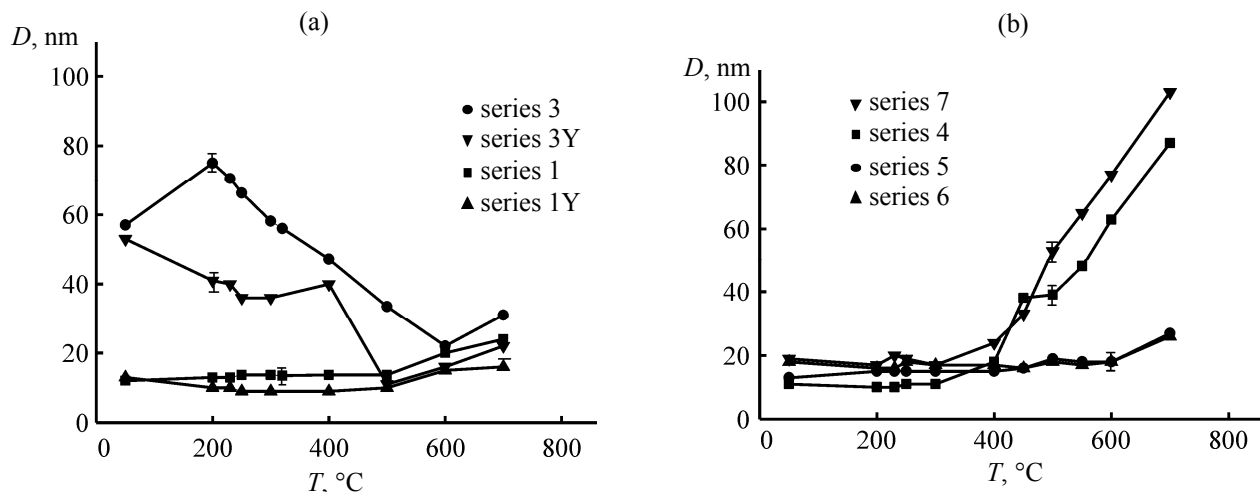 (a)
D, nm
100
80
60
40
20
0
0 200 400 600 800
T, °C
series 3
series 3Y
series 1
series 1Y
(b)
D, nm
100
80
60
40
20
0
0 200 400 600 800
T, °C
series 7
series 4
series 5
series 6